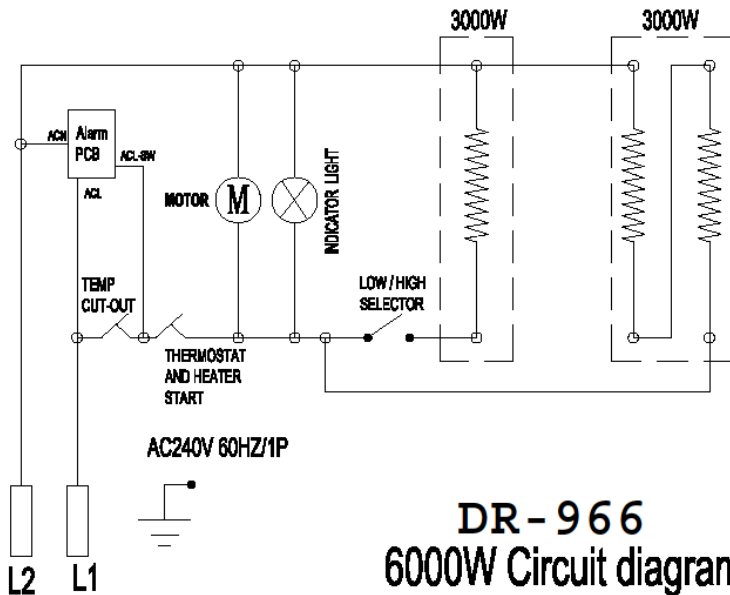 3000W
3000W
ACN
Alarm
PCB
ACL-SW
ACL
MOTOR
M
INDICATOR LIGHT
TEMP
CUT-OUT
LOW / HIGH
SELECTOR
THERMOSTAT
AND HEATER
START
AC240V 60HZ/1P
DR-966
6000W Circuit diagran
L2
L1